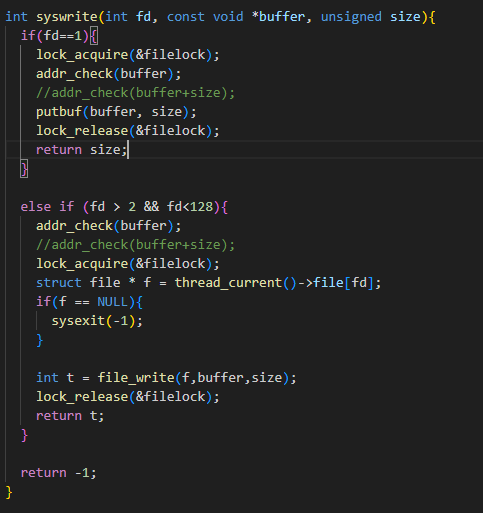 int syswrite(int fd, const void *buffer, unsigned size){
  if(fd==1){
    lock_acquire(&filelock);
    addr_check(buffer);
    //addr_check(buffer+size);
    putbuf(buffer, size);
    lock_release(&filelock);
    return size;
  }

  else if (fd > 2 && fd<128){
    addr_check(buffer);
    //addr_check(buffer+size);
    lock_acquire(&filelock);
    struct file * f = thread_current()->file[fd];
    if(f == NULL){
      sysexit(-1);
    }

    int t = file_write(f,buffer,size);
    lock_release(&filelock);
    return t;
  }

  return -1;
}